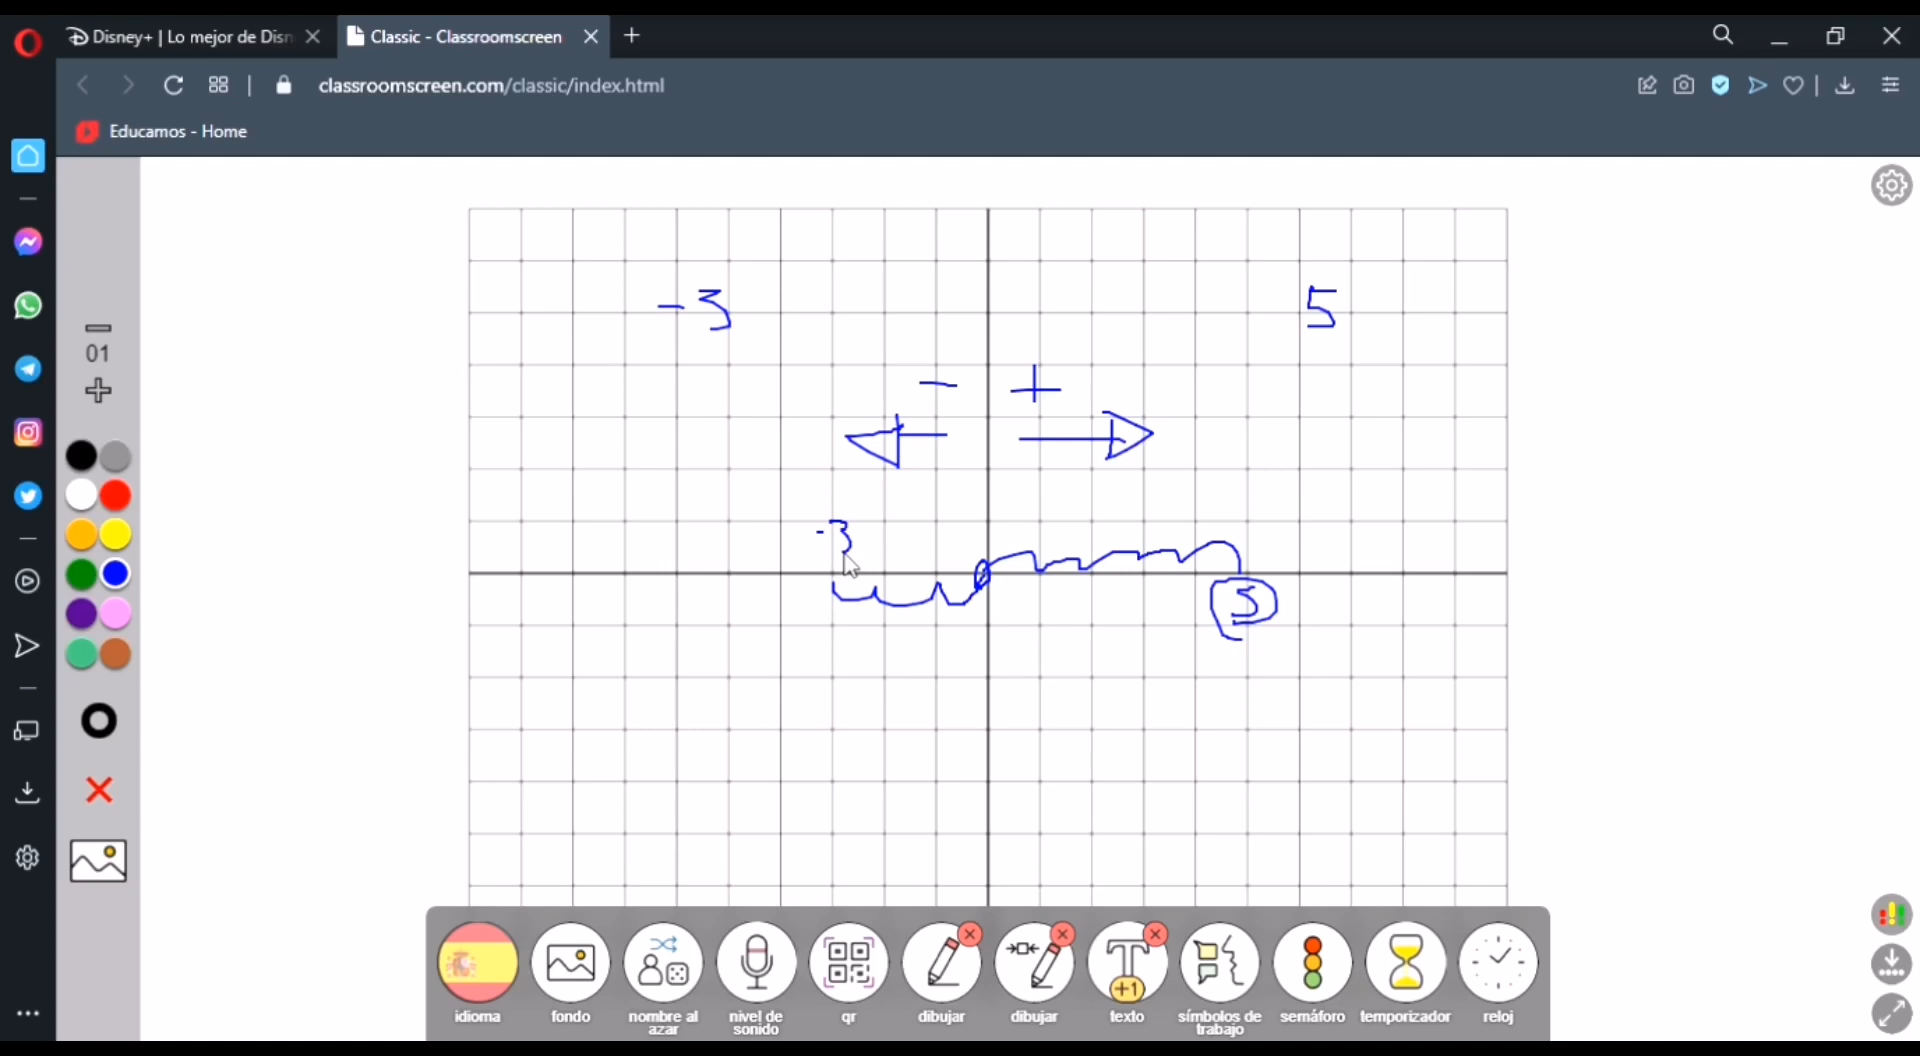 Disney+ | Lo mejor de Disn
Classic - Classroomscreen
classroomscreen.com/classic/index.html
Educamos - Home
01
-3
5
- +
-3
5
idioma
fondo
nombre al azar
nivel de sonido
qr
dibujar
dibujar
+1
texto
símbolos de trabajo
semáforo
temporizador
reloj